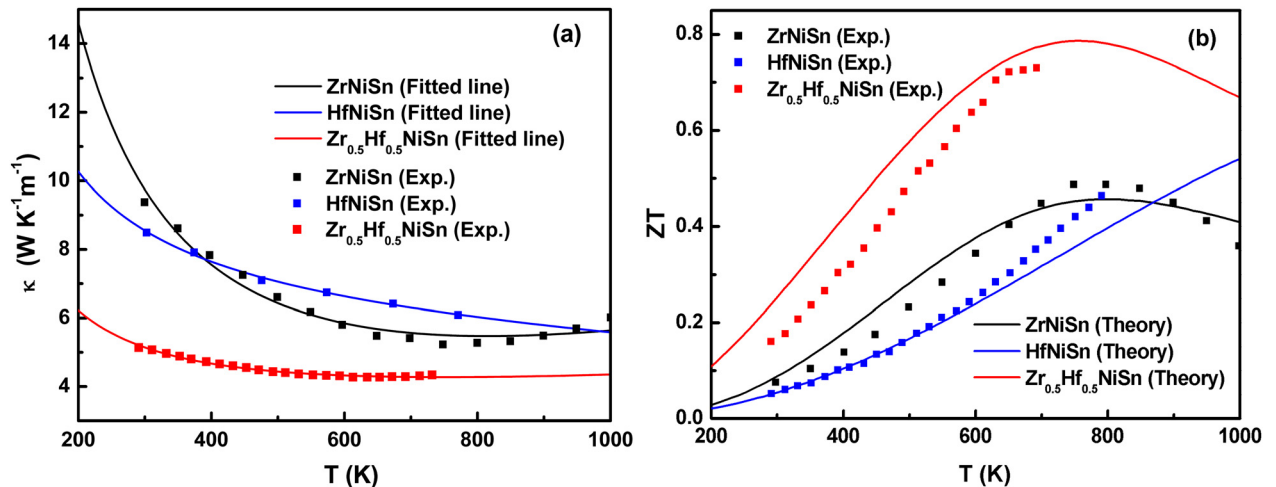 (a)
ZrNiSn (Fitted line)
HfNiSn (Fitted line)
Zr0.5Hf0.5NiSn (Fitted line)
ZrNiSn (Exp.)
HfNiSn (Exp.)
Zr0.5Hf0.5NiSn (Exp.)
κ (W K-1m-1)
14
12
10
8
6
4
200 400 600 800 1000
T (K)
(b)
ZrNiSn (Exp.)
HfNiSn (Exp.)
Zr0.5Hf0.5NiSn (Exp.)
ZT
0.8
0.6
0.4
0.2
0.0
ZrNiSn (Theory)
HfNiSn (Theory)
Zr0.5Hf0.5NiSn (Theory)
200 400 600 800 1000
T (K)